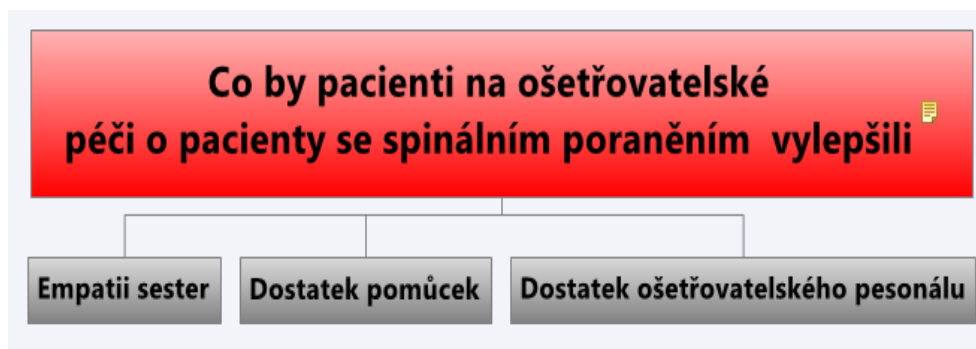 Co by pacienti na ošetřovatelské
péči o pacienty se spinálním poraněním  vylepšili
Empatii sester
Dostatek pomůcek
Dostatek ošetřovatelského pesonálu